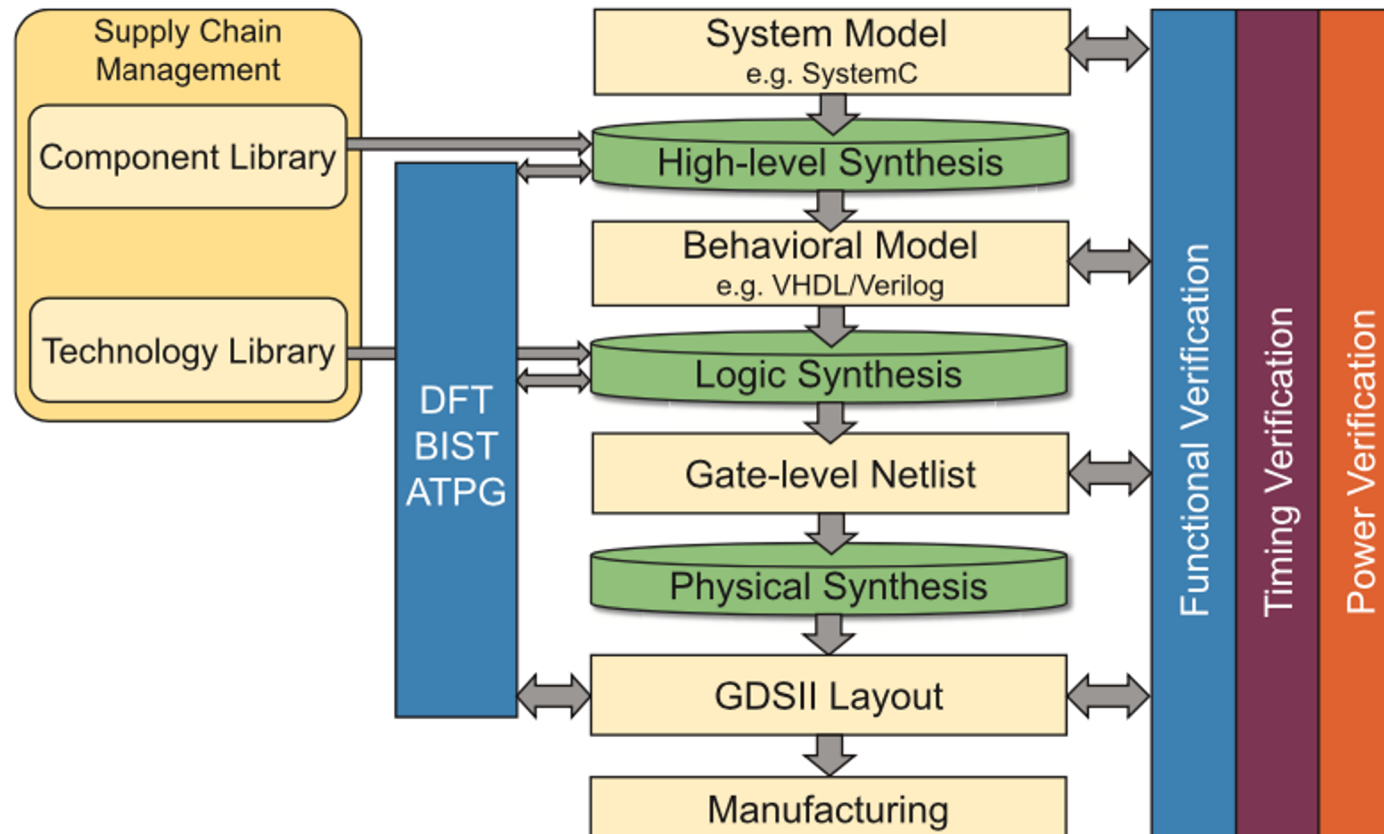 Supply Chain
Management
Component Library
Technology Library
DFT
BIST
ATPG
System Model
e.g. SystemC
High-level Synthesis
Behavioral Model
e.g. VHDL/Verilog
Logic Synthesis
Gate-level Netlist
Physical Synthesis
GDSII Layout
Manufacturing
Functional Verification
Timing Verification
Power Verification